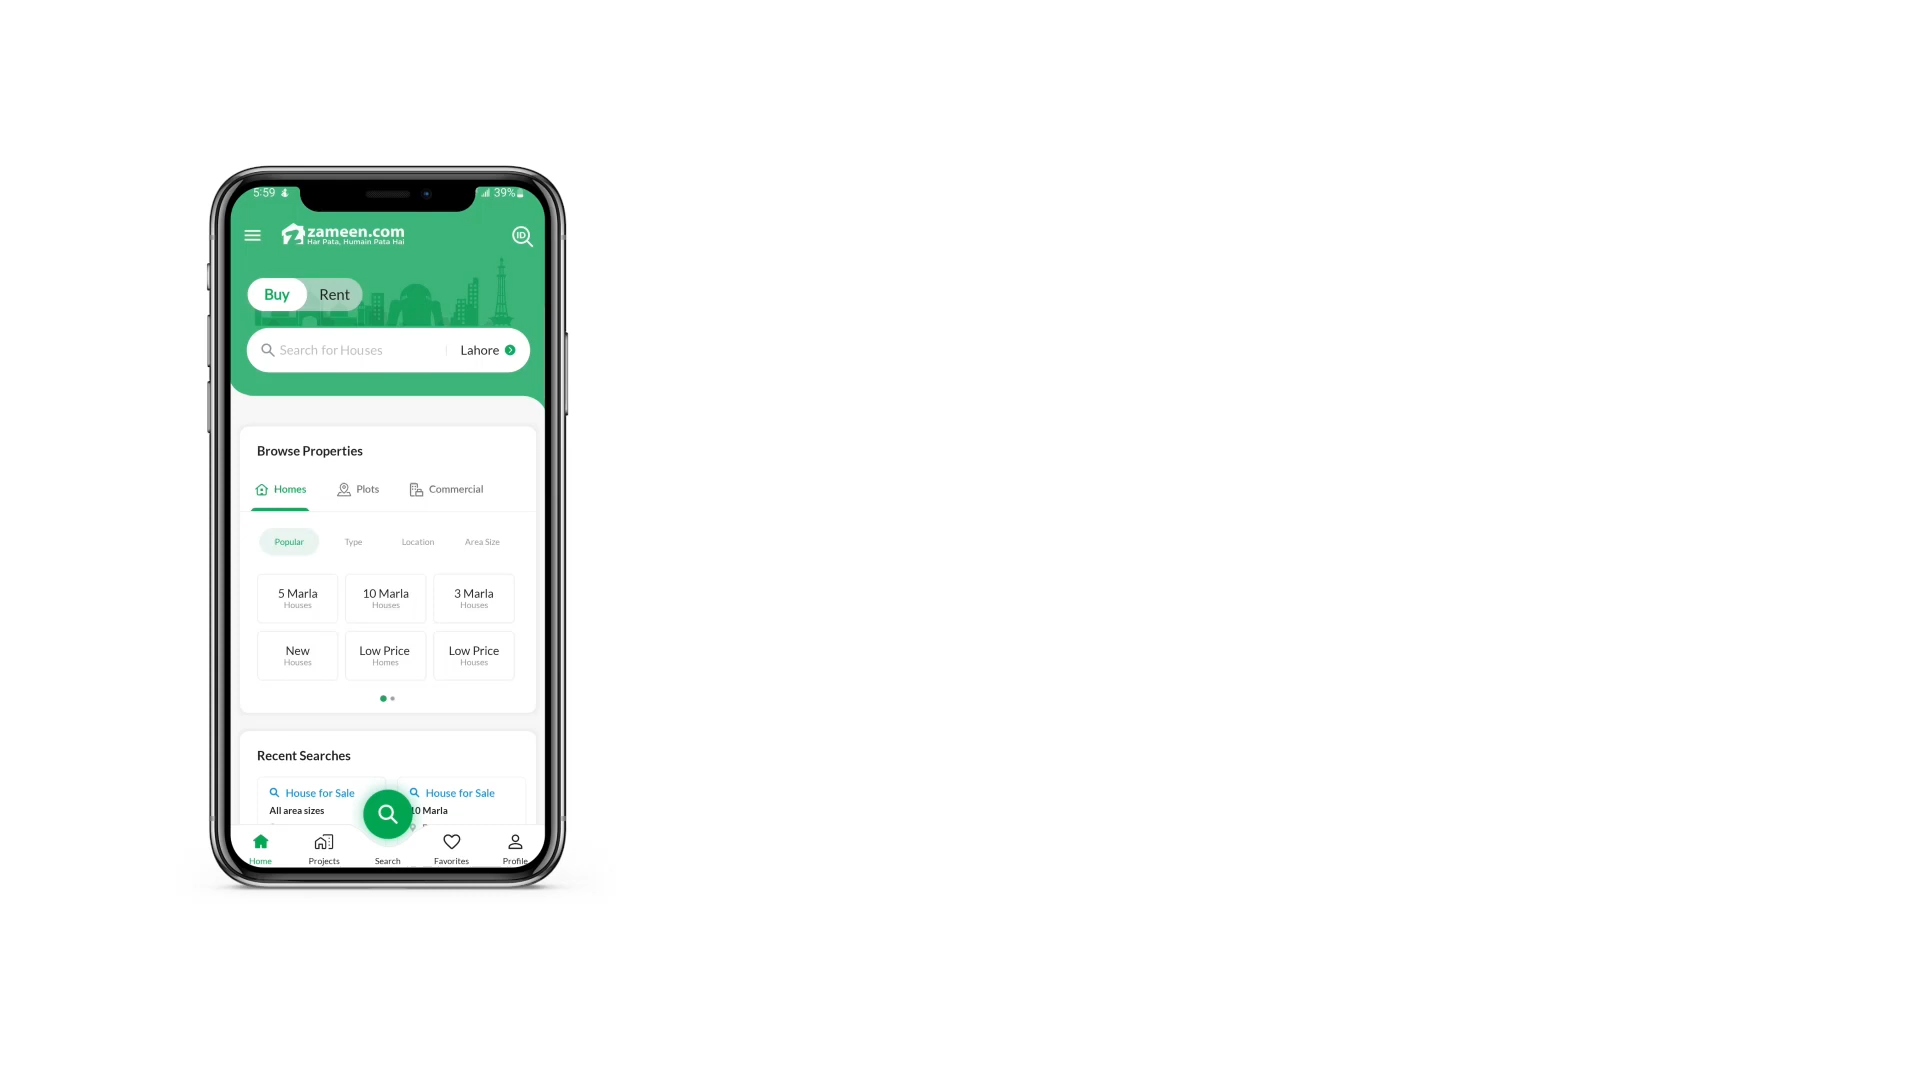 5:59
39%
zameen.com
Har Pata, Humain Pata Hai
ID
Buy Rent
Search for Houses Lahore
Browse Properties
Homes Plots Commercial
Popular Type Location Area Size
5 Marla 10 Marla 3 Marla
Houses Houses Houses
New Low Price Low Price
Houses Homes Houses
Recent Searches
House for Sale House for Sale
All area sizes 10 Marla
Home Projects Search Favorites Profile